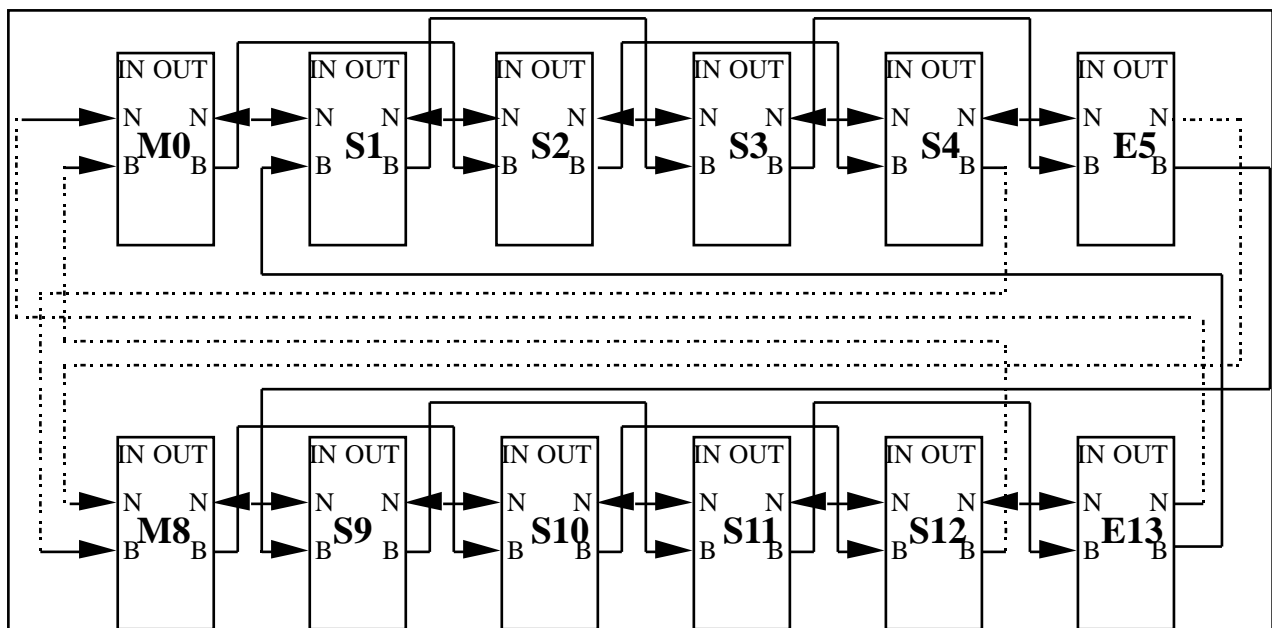 IN OUT IN OUT IN OUT IN OUT IN OUT IN OUT
N N N N N N N N N N N N
M0 S1 S2 S3 S4 E5
B B B B B B B B B B B B
IN OUT IN OUT IN OUT IN OUT IN OUT IN OUT
N N N N N N N N N N N N
M8 S9 S10 S11 S12 E13
B B B B B B B B B B B B